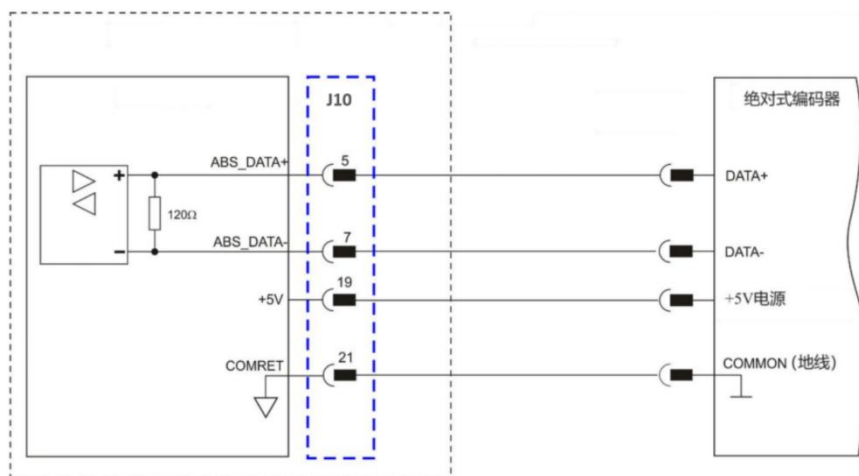 J10
绝对式编码器
ABS_DATA+
5
+
120Ω
DATA+
ABS_DATA-
7
−
DATA-
+5V
19
+5V电源
COMRET
21
COMMON (地线)